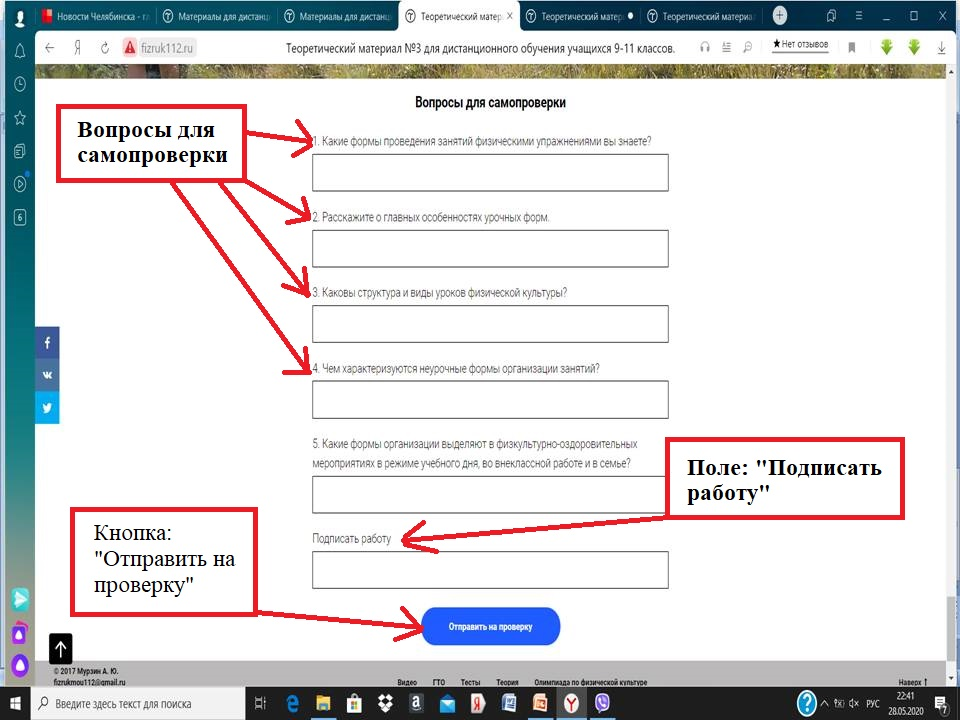 Новости Челябинска - гл
Материалы для дистанц
Материалы для дистанц
Теоретический матер
Теоретический матер
Теоретический матери
fizruk112.ru
Теоретический материал №3 для дистанционного обучения учащихся 9-11 классов.
Нет отзывов
6
Вопросы для самопроверки
Вопросы для
самопроверки
1. Какие формы проведения занятий физическими упражнениями вы знаете?
2. Расскажите о главных особенностях урочных форм.
3. Каковы структура и виды уроков физической культуры?
4. Чем характеризуются неурочные формы организации занятий?
5. Какие формы организации выделяют в физкультурно-оздоровительных
мероприятиях в режиме учебного дня, во внеклассной работе и в семье?
Поле: "Подписать
работу"
Кнопка:
"Отправить на
проверку"
Подписать работу
Отправить на проверку
© 2017 Мурзин А. Ю.
fizrukmou112@gmail.ru
Видео ГТО Тесты Теория Олимпиада по физической культуре Наверх ↑
Введите здесь текст для поиска
РУС
22:41
28.05.2020
7